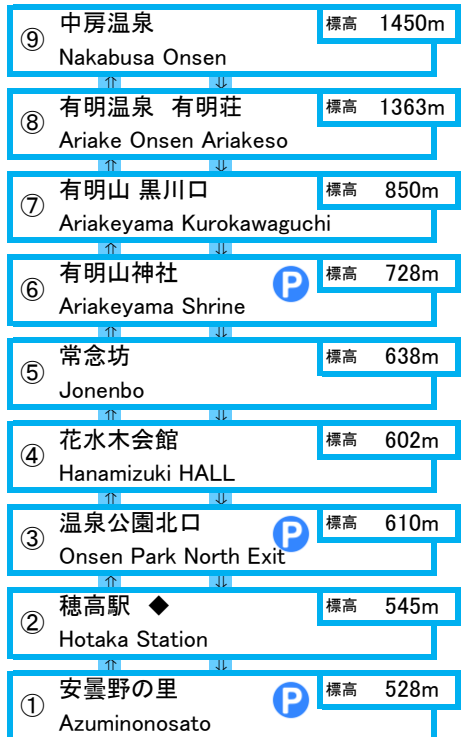 ⑨ 中房温泉 標高 1450m
Nakabusa Onsen
⇑ ⇓
⑧ 有明温泉 有明荘 標高 1363m
Ariake Onsen Ariakeso
⇑ ⇓
⑦ 有明山 黒川口 標高 850m
Ariakeyama Kurokawaguchi
⇑ ⇓
⑥ 有明山神社 P 標高 728m
Ariakeyama Shrine
⇑ ⇓
⑤ 常念坊 標高 638m
Jonenbo
⇑ ⇓
④ 花水木会館 標高 602m
Hanamizuki HALL
⇑ ⇓
③ 温泉公園北口 P 標高 610m
Onsen Park North Exit
⇑ ⇓
② 穂高駅 ◆ 標高 545m
Hotaka Station
⇑ ⇓
① 安曇野の里 P 標高 528m
Azuminonosato